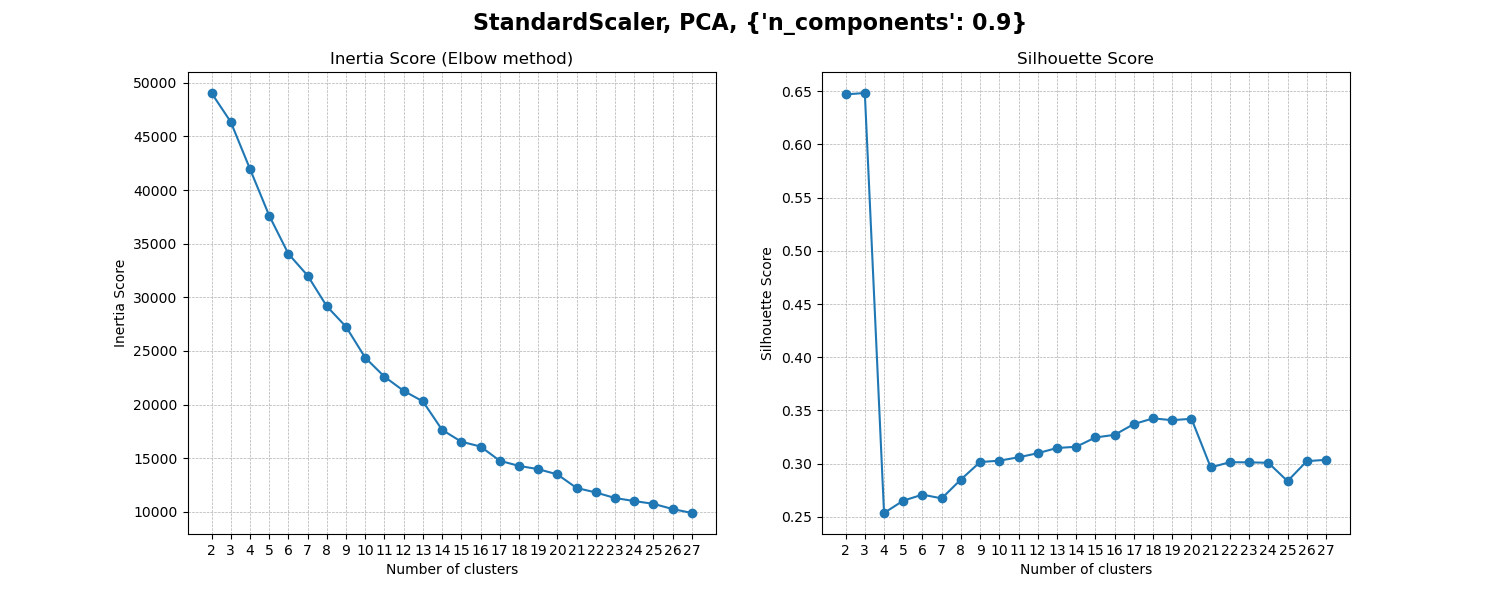 StandardScaler, PCA, {'n_components': 0.9}
Inertia Score (Elbow method)
Inertia Score
50000
45000
40000
35000
30000
25000
20000
15000
10000
2 3 4 5 6 7 8 9 10 11 12 13 14 15 16 17 18 19 20 21 22 23 24 25 26 27
Number of clusters
Silhouette Score
Silhouette Score
0.65
0.60
0.55
0.50
0.45
0.40
0.35
0.30
0.25
2 3 4 5 6 7 8 9 10 11 12 13 14 15 16 17 18 19 20 21 22 23 24 25 26 27
Number of clusters